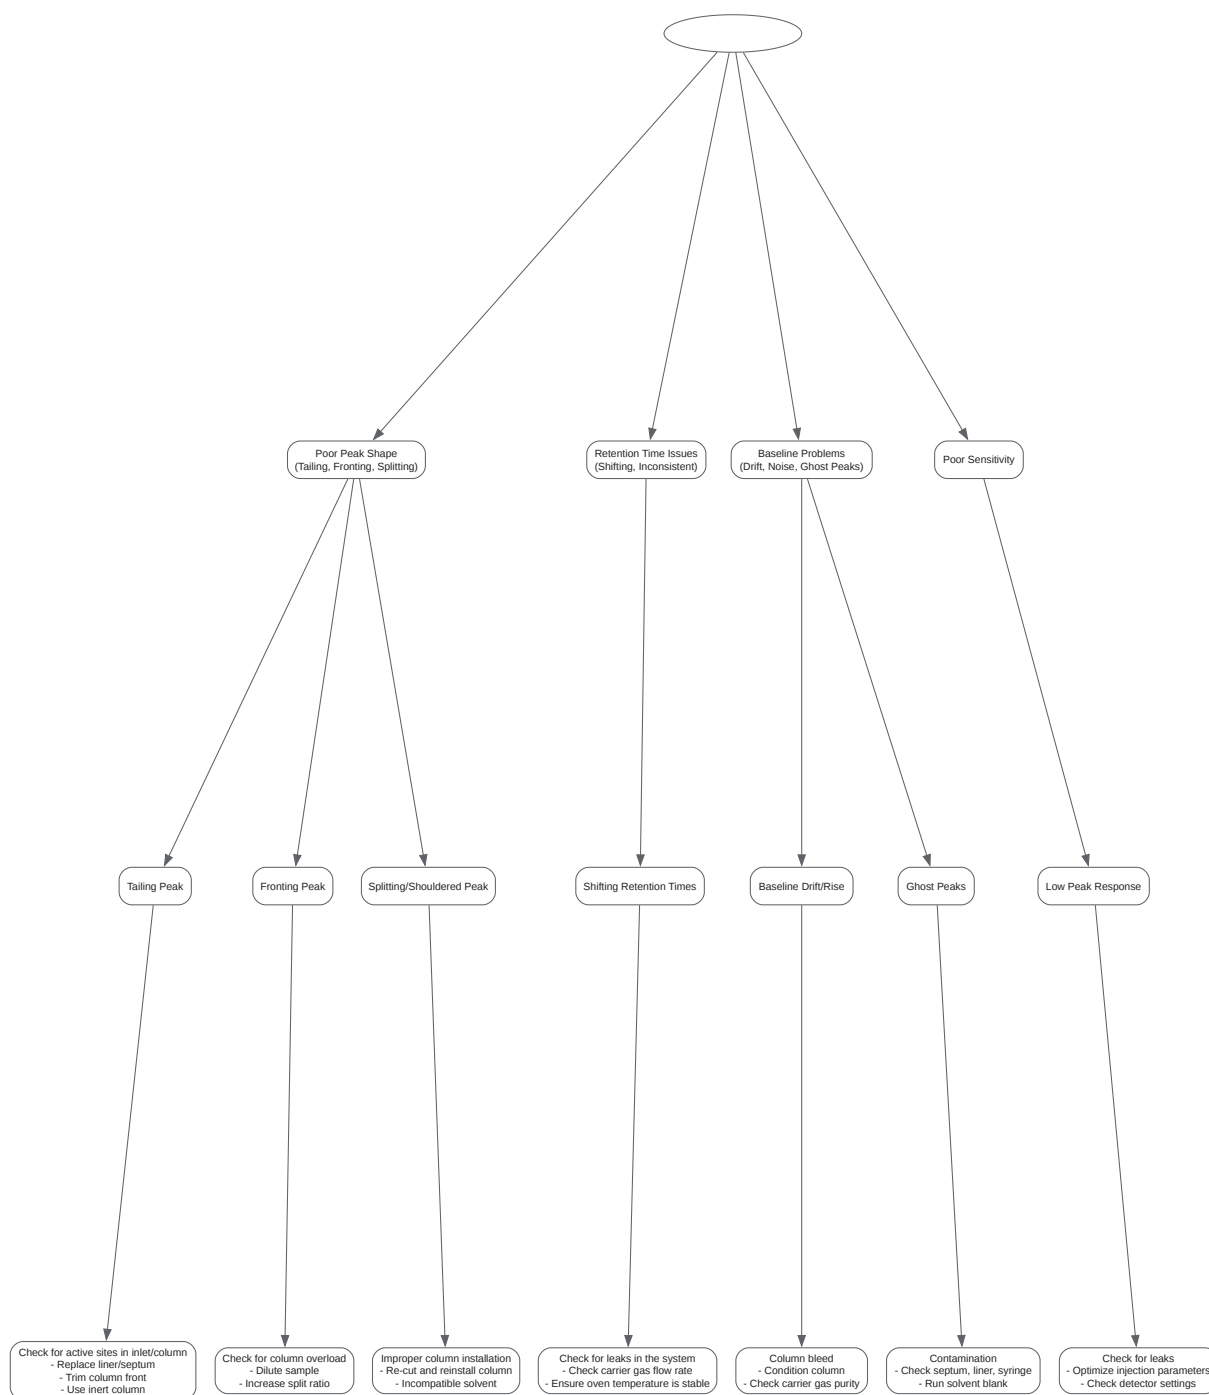 Poor Peak Shape
(Tailing, Fronting, Splitting)
Retention Time Issues
(Shifting, Inconsistent)
Baseline Problems
(Drift, Noise, Ghost Peaks)
Poor Sensitivity
Tailing Peak
Fronting Peak
Splitting/Shouldered Peak
Shifting Retention Times
Baseline Drift/Rise
Ghost Peaks
Low Peak Response
Check for active sites in inlet/column
- Replace liner/septum
- Trim column front
- Use inert column
Check for column overload
- Dilute sample
- Increase split ratio
Improper column installation
- Re-cut and reinstall column
- Incompatible solvent
Check for leaks in the system
- Check carrier gas flow rate
- Ensure oven temperature is stable
Column bleed
- Condition column
- Check carrier gas purity
Contamination
- Check septum, liner, syringe
- Run solvent blank
Check for leaks
- Optimize injection parameters
- Check detector settings